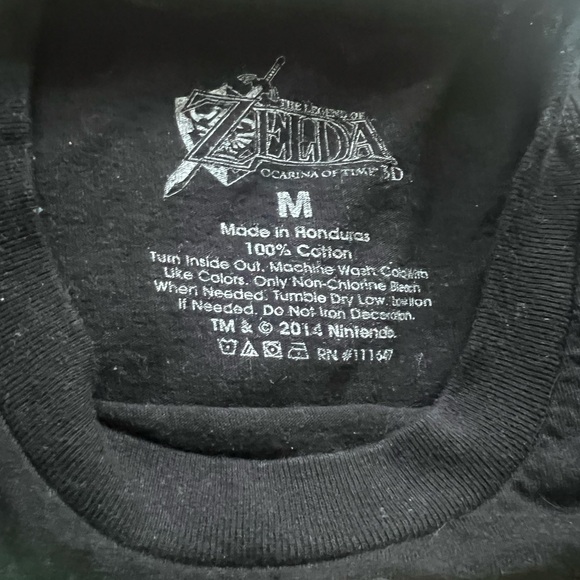 THE LEGEND OF
ZELDA
OCARINA OF TIME 3D
M
Made in Honduras
100% Cotton
Turn Inside Out. Machine Wash Cold With
Like Colors. Only Non-Chlorine Bleach
When Needed. Tumble Dry Low. Low Iron
If Needed. Do Not Iron Decoration.
TM & © 2014 Nintendo.
RN #111647